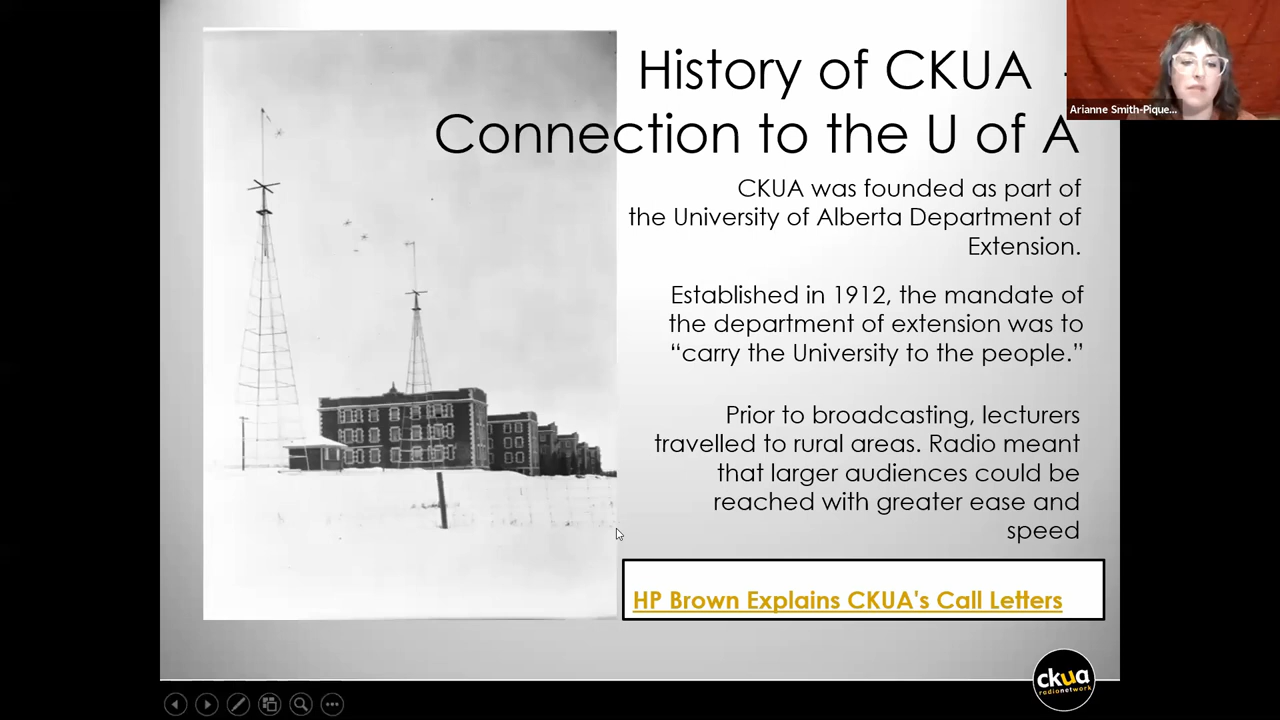 History of CKUA -
Connection to the U of A
Arianne Smith-Pique...
CKUA was founded as part of
the University of Alberta Department of
Extension.
Established in 1912, the mandate of
the department of extension was to
“carry the University to the people.”
Prior to broadcasting, lecturers
travelled to rural areas. Radio meant
that larger audiences could be
reached with greater ease and
speed
HP Brown Explains CKUA's Call Letters
ckua
radionetwork